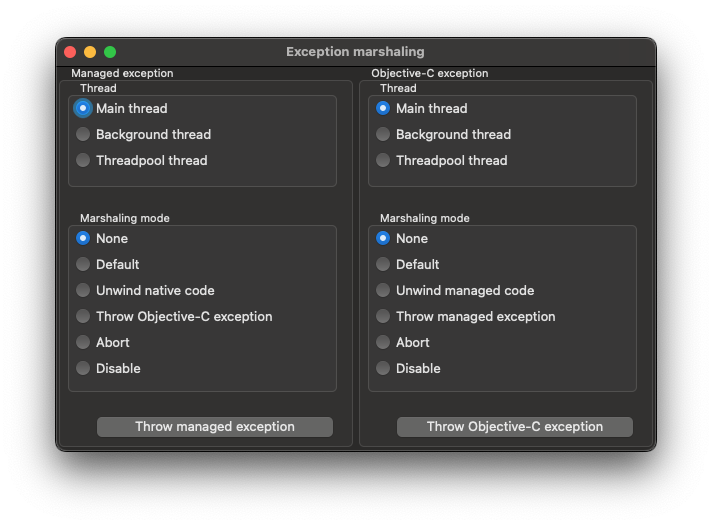 Exception marshaling
Managed exception
Thread
Main thread
Background thread
Threadpool thread
Marshaling mode
None
Default
Unwind native code
Throw Objective-C exception
Abort
Disable
Throw managed exception
Objective-C exception
Thread
Main thread
Background thread
Threadpool thread
Marshaling mode
None
Default
Unwind managed code
Throw managed exception
Abort
Disable
Throw Objective-C exception